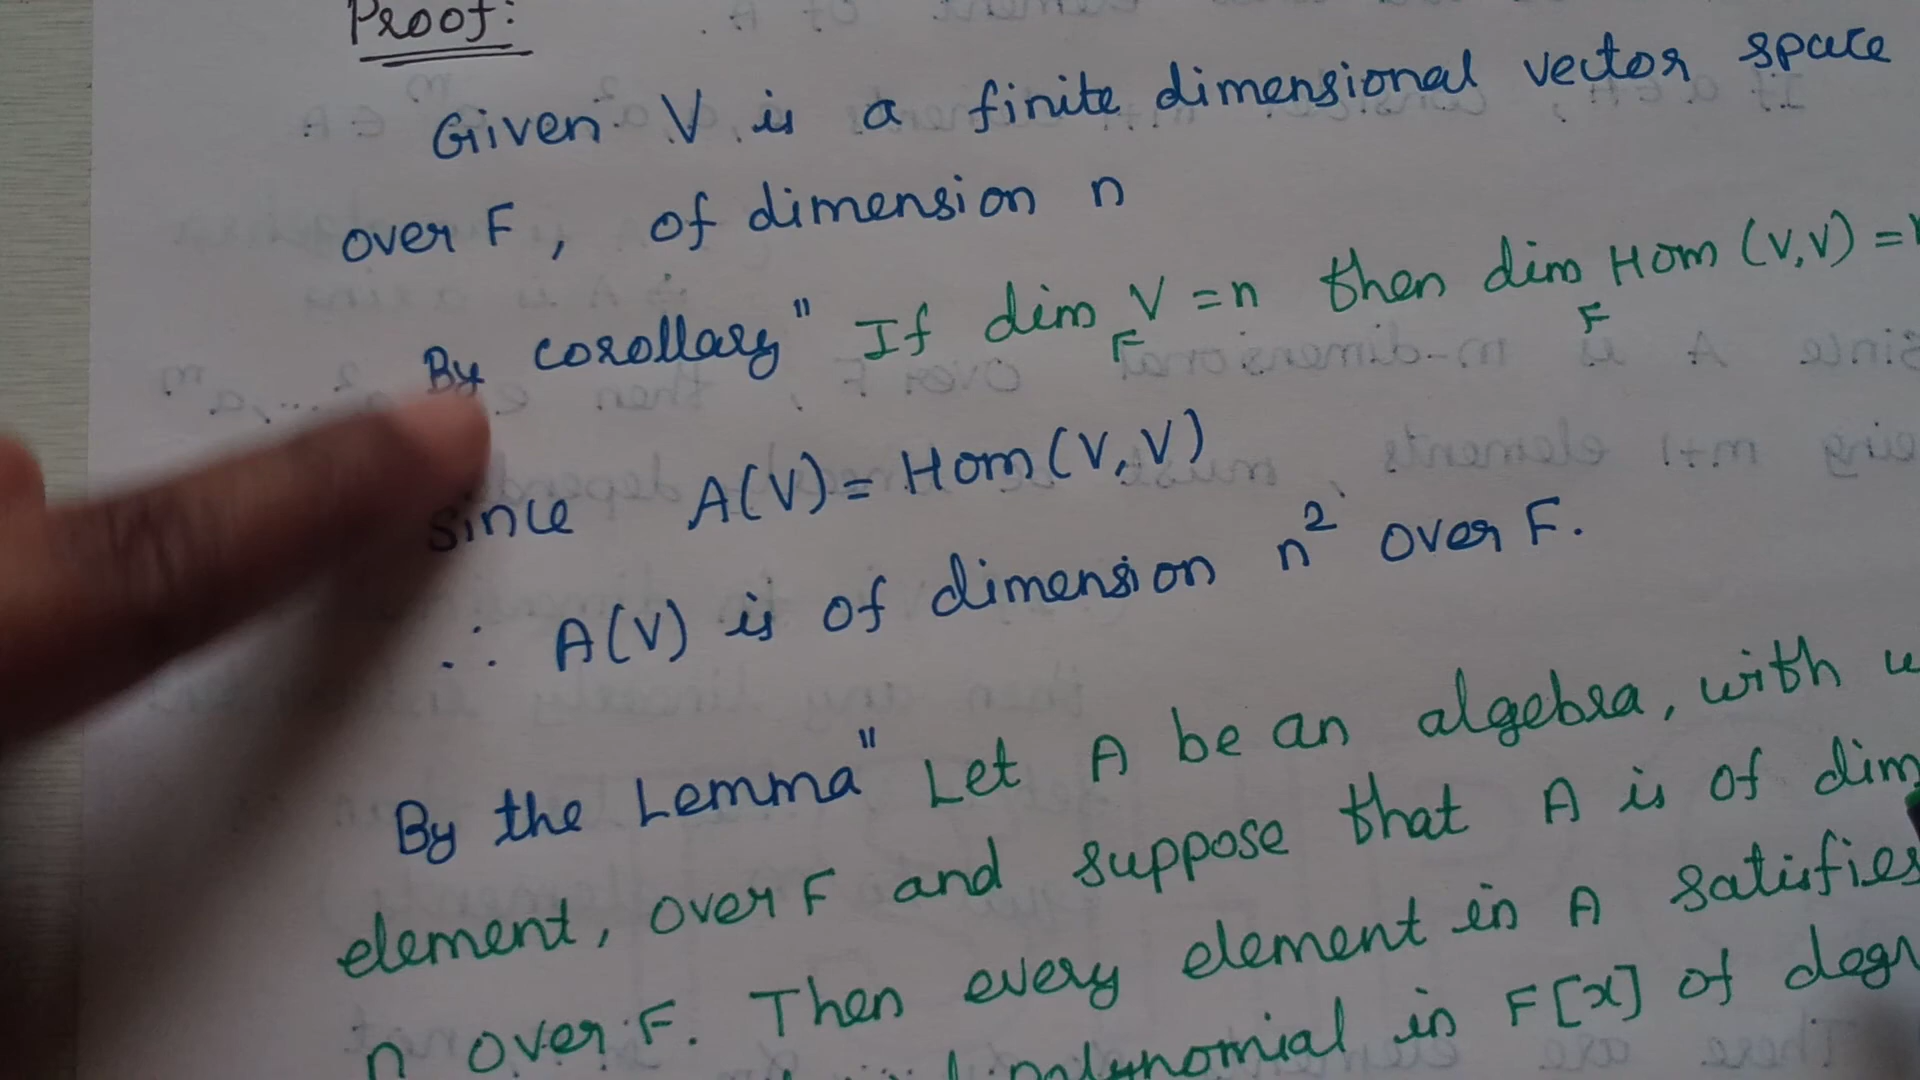 Proof:
Given V is a finite dimensional vector space
over F, of dimension n
By corollary " If dim_F V = n then dim_F Hom (V,V) =
since A(V) = Hom (V,V)
∴ A(V) is of dimension n² over F.
By the Lemma " Let A be an algebra, with
element, over F and suppose that A is of dim
n over F. Then every element in A satisfies
polynomial in F[x] of degr